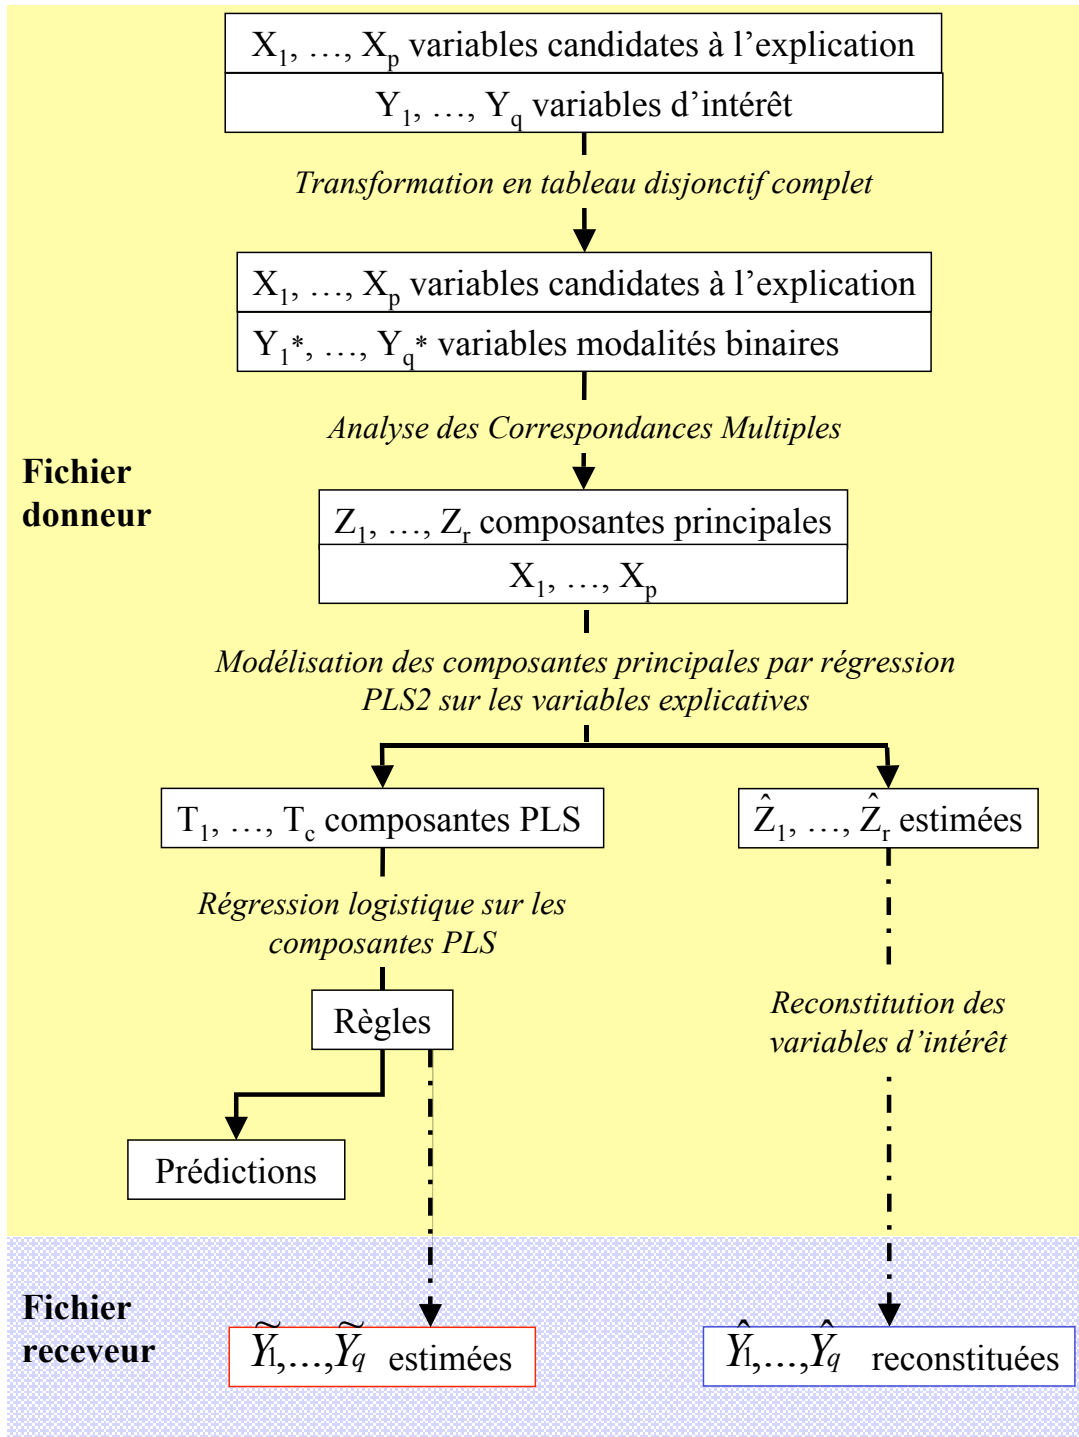 X1, …, Xp variables candidates à l’explication
Y1, …, Yq variables d’intérêt
Transformation en tableau disjonctif complet
X1, …, Xp variables candidates à l’explication
Y1*, …, Yq* variables modalités binaires
Analyse des Correspondances Multiples
Fichier
donneur
Z1, …, Zr composantes principales
X1, …, Xp
Modélisation des composantes principales par régression
PLS2 sur les variables explicatives
T1, …, Tc composantes PLS
Ẑ1, …, Ẑr estimées
Régression logistique sur les
composantes PLS
Reconstitution des
variables d’intérêt
Règles
Prédictions
Fichier
receveur
Ỹ1,...,Ỹq estimées
Ŷ1,...,Ŷq reconstituées